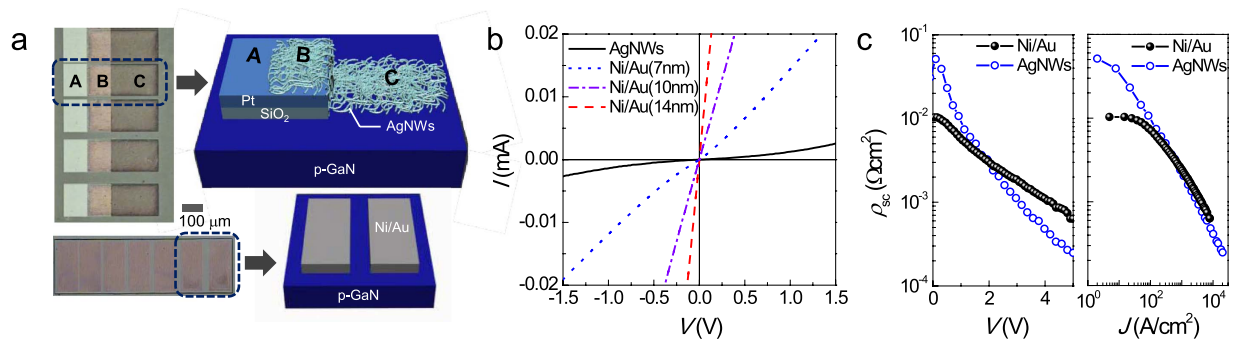 a
A B C
100 μm
A
B
C
Pt
SiO2
AgNWs
p-GaN
Ni/Au
p-GaN
b
0.02
0.01
0.00
-0.01
-0.02
I (mA)
AgNWs
Ni/Au(7nm)
Ni/Au(10nm)
Ni/Au(14nm)
-1.5 -1.0 -0.5 0.0 0.5 1.0 1.5
V (V)
c
10⁻¹
10⁻²
10⁻³
10⁻⁴
ρsc (Ωcm²)
Ni/Au
AgNWs
0 2 4
V (V)
Ni/Au
AgNWs
10⁰ 10² 10⁴
J (A/cm²)